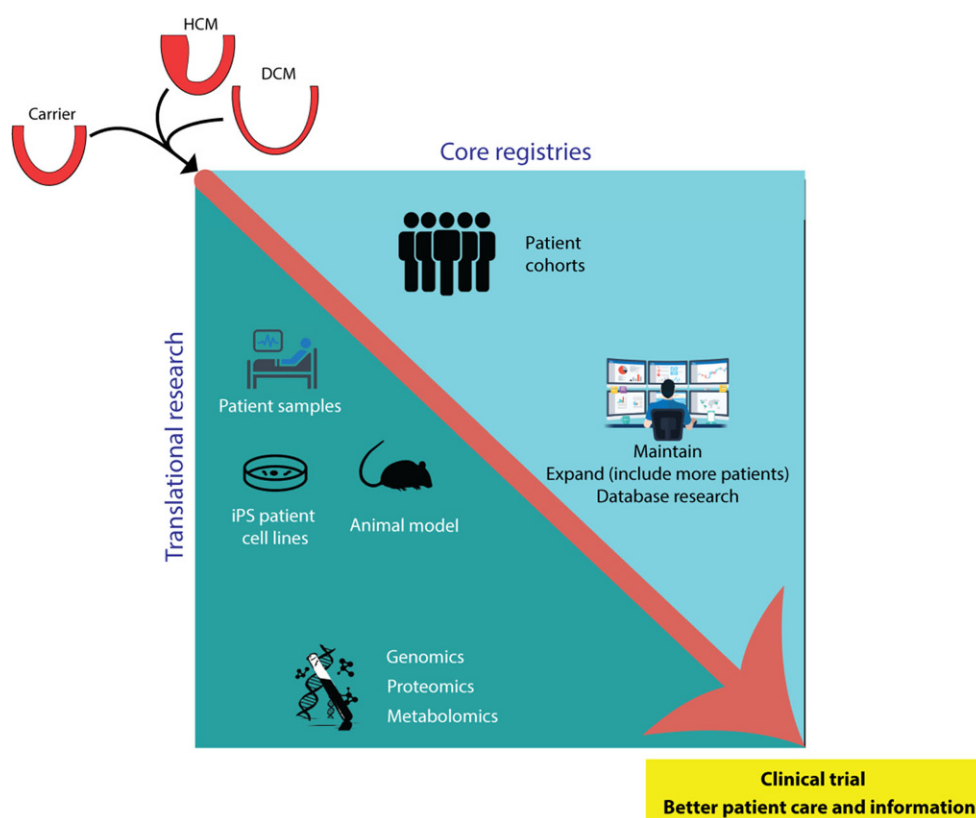 HCM
DCM
Carrier
Core registries
Patient
cohorts
Translational research
Patient samples
iPS patient
cell lines
Animal model
Maintain
Expand (include more patients)
Database research
Genomics
Proteomics
Metabolomics
Clinical trial
Better patient care and information